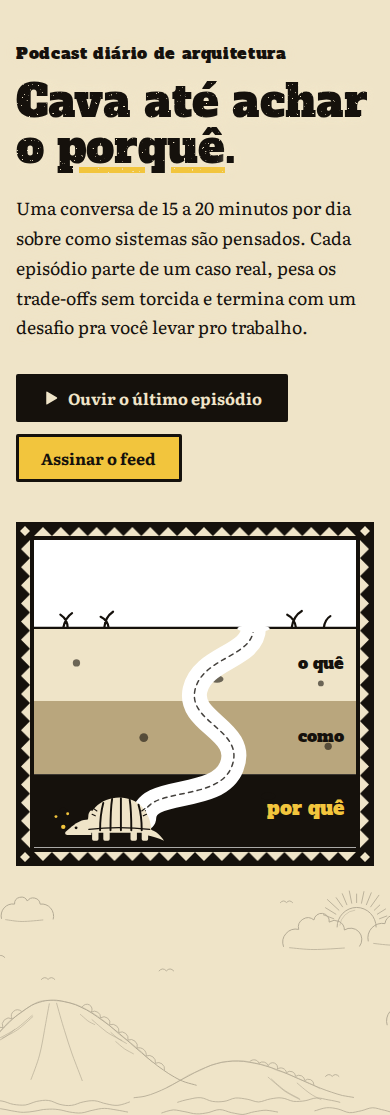 Podcast diário de arquitetura
Cava até achar
o porquê.
Uma conversa de 15 a 20 minutos por dia
sobre como sistemas são pensados. Cada
episódio parte de um caso real, pesa os
trade-offs sem torcida e termina com um
desafio pra você levar pro trabalho.
Ouvir o último episódio
Assinar o feed
o quê
como
por quê